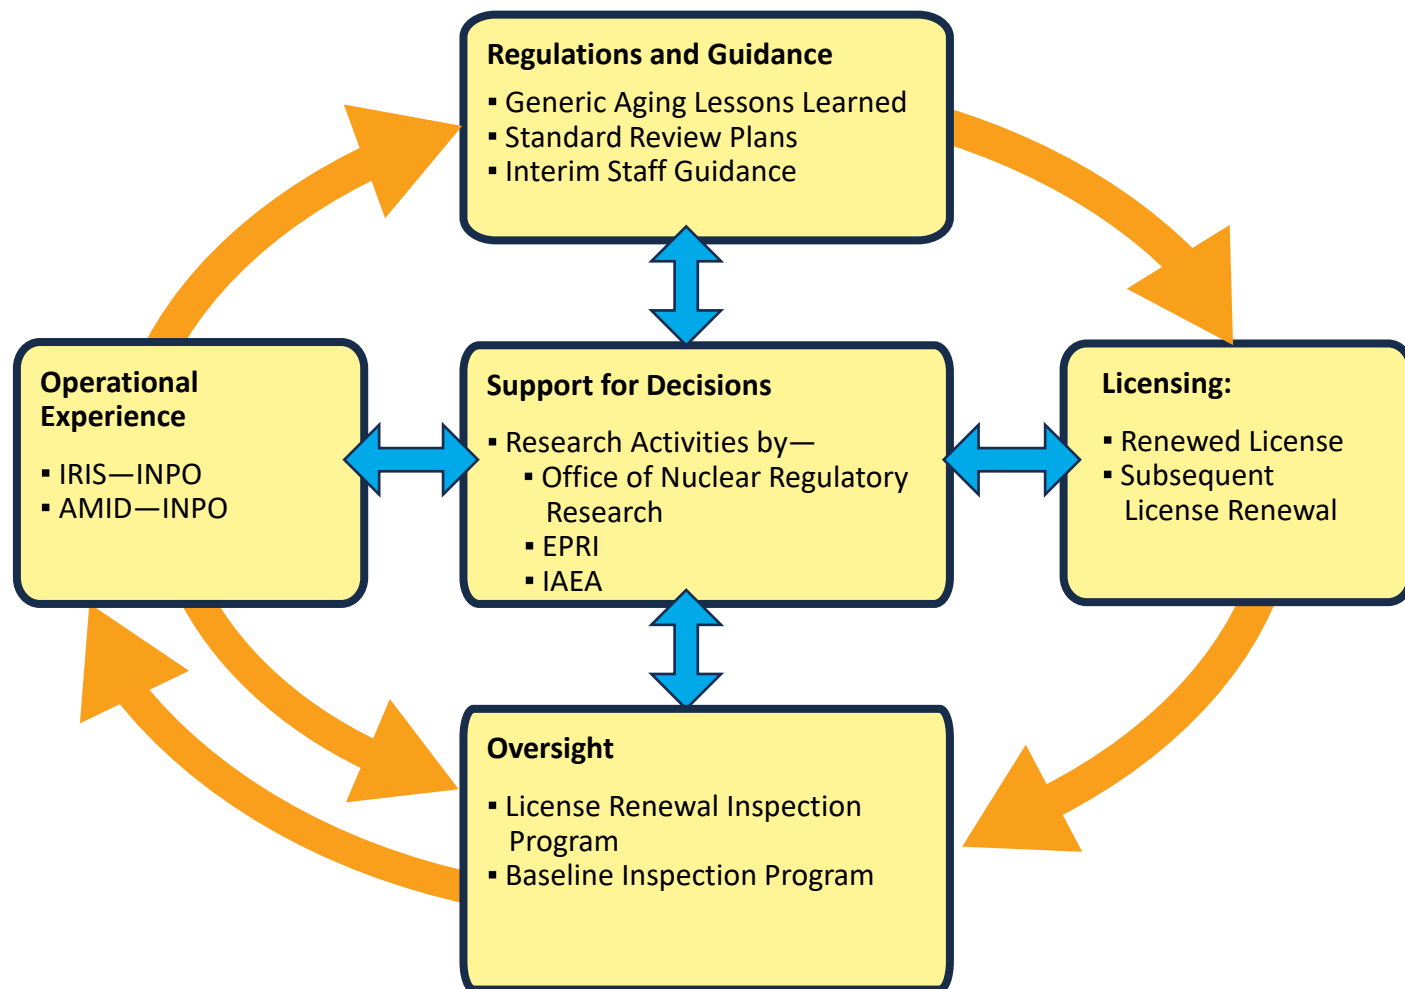 Regulations and Guidance
▪ Generic Aging Lessons Learned
▪ Standard Review Plans
▪ Interim Staff Guidance
Operational
Experience
▪ IRIS—INPO
▪ AMID—INPO
Support for Decisions
▪ Research Activities by—
▪ Office of Nuclear Regulatory
Research
▪ EPRI
▪ IAEA
Licensing:
▪ Renewed License
▪ Subsequent
License Renewal
Oversight
▪ License Renewal Inspection
Program
▪ Baseline Inspection Program